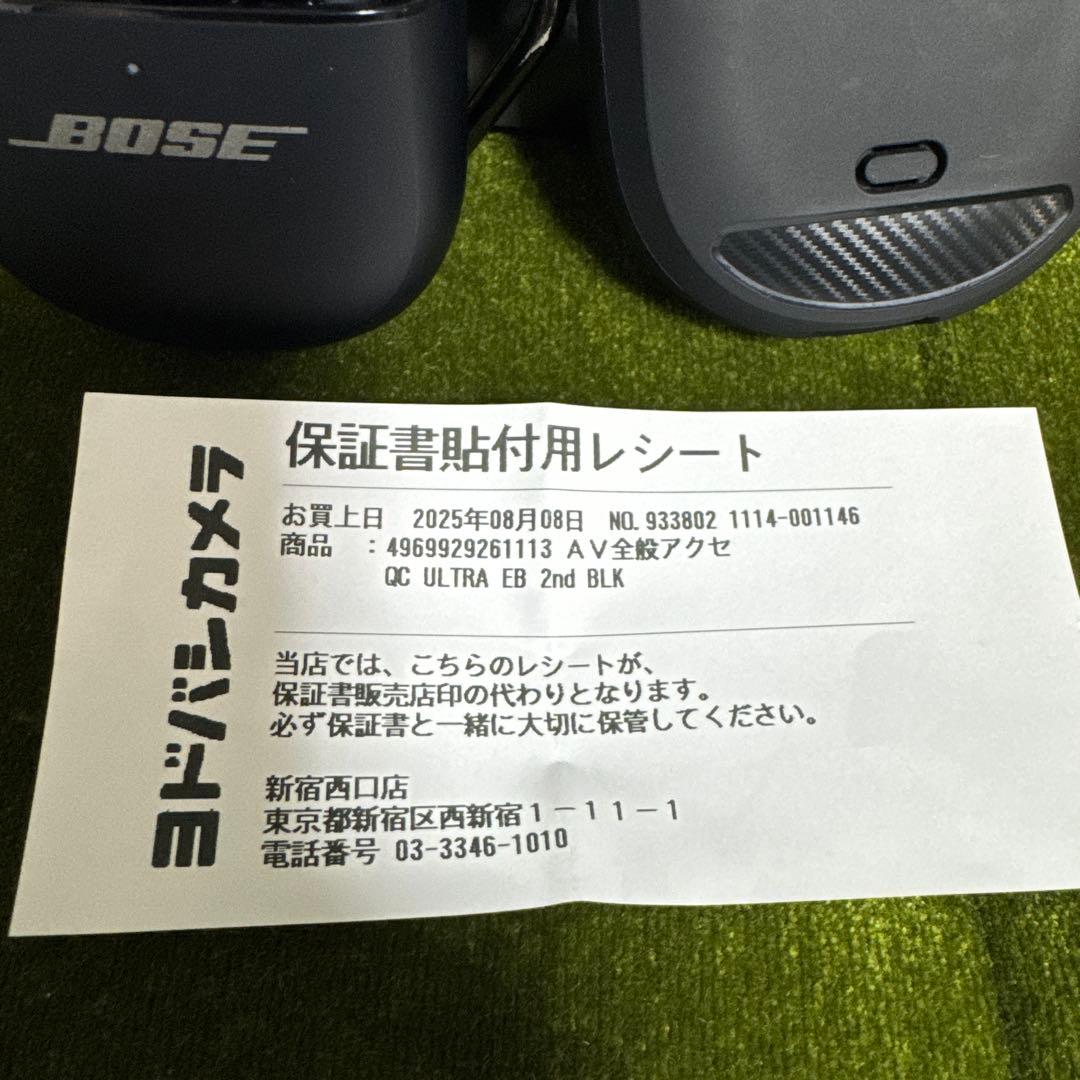 BOSE
保証書貼付用レシート
お買上日 2025年08月08日 NO.933802 1114-001146
商品 :4969929261113 AV全般アクセ
QC ULTRA EB 2nd BLK
当店では、こちらのレシートが、
保証書販売店印の代わりとなります。
必ず保証書と一緒に大切に保管してください。
新宿西口店
東京都新宿区西新宿1-11-1
電話番号 03-3346-1010
ヨドバシカメラ